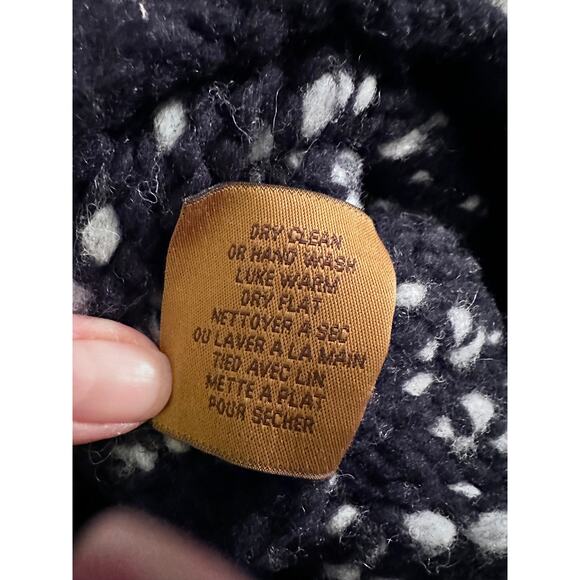 DRY CLEAN
OR HAND WASH
LUKE WARM
DRY FLAT
NETTOYER A SEC
OU LAVER A LA MAIN
TIED AVEC LIN
METTE A PLAT
POUR SECHER